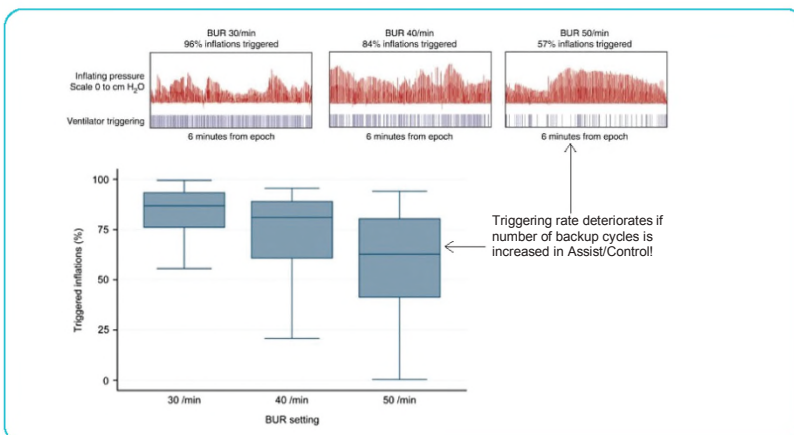 BUR 30/min
96% inflations triggered
BUR 40/min
84% inflations triggered
BUR 50/min
57% inflations triggered
Inflating pressure
Scale 0 to cm H₂O
Ventilator triggering
6 minutes from epoch
6 minutes from epoch
6 minutes from epoch
Triggering rate deteriorates if
number of backup cycles is
increased in Assist/Control!
Triggered inflations (%)
100
75
50
25
0
30 /min
40 /min
50 /min
BUR setting